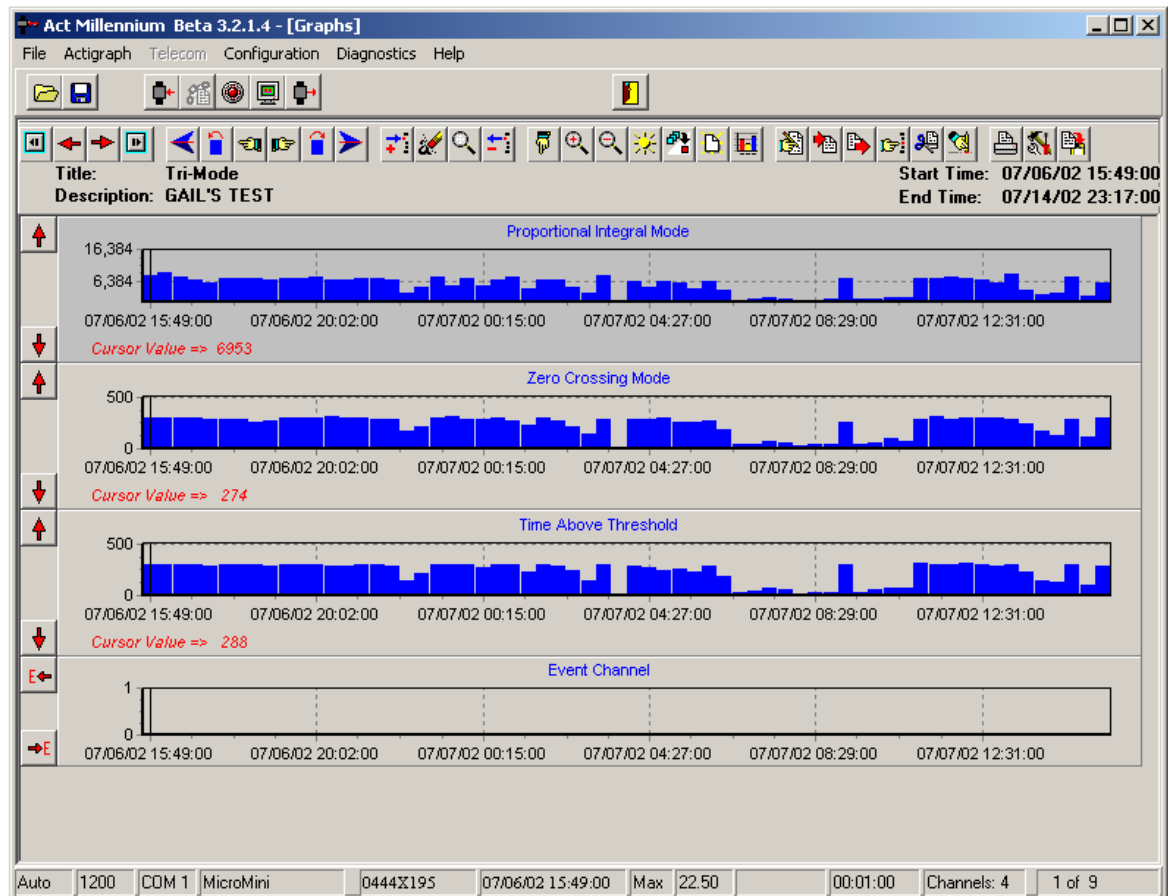 Act Millennium Beta 3.2.1.4 - [Graphs]
File Actigraph Telecom Configuration Diagnostics Help
Title: Tri-Mode
Start Time: 07/06/02 15:49:00
Description: GAIL'S TEST
End Time: 07/14/02 23:17:00
Proportional Integral Mode
16,384
6,384
07/06/02 15:49:00 07/06/02 20:02:00 07/07/02 00:15:00 07/07/02 04:27:00 07/07/02 08:29:00 07/07/02 12:31:00
Cursor Value => 6953
Zero Crossing Mode
500
0
07/06/02 15:49:00 07/06/02 20:02:00 07/07/02 00:15:00 07/07/02 04:27:00 07/07/02 08:29:00 07/07/02 12:31:00
Cursor Value => 274
Time Above Threshold
500
0
07/06/02 15:49:00 07/06/02 20:02:00 07/07/02 00:15:00 07/07/02 04:27:00 07/07/02 08:29:00 07/07/02 12:31:00
Cursor Value => 288
E
Event Channel
1
0
E
07/06/02 15:49:00 07/06/02 20:02:00 07/07/02 00:15:00 07/07/02 04:27:00 07/07/02 08:29:00 07/07/02 12:31:00
Auto 1200 COM 1 MicroMini 0444X195 07/06/02 15:49:00 Max 22.50 00:01:00 Channels: 4 1 of 9